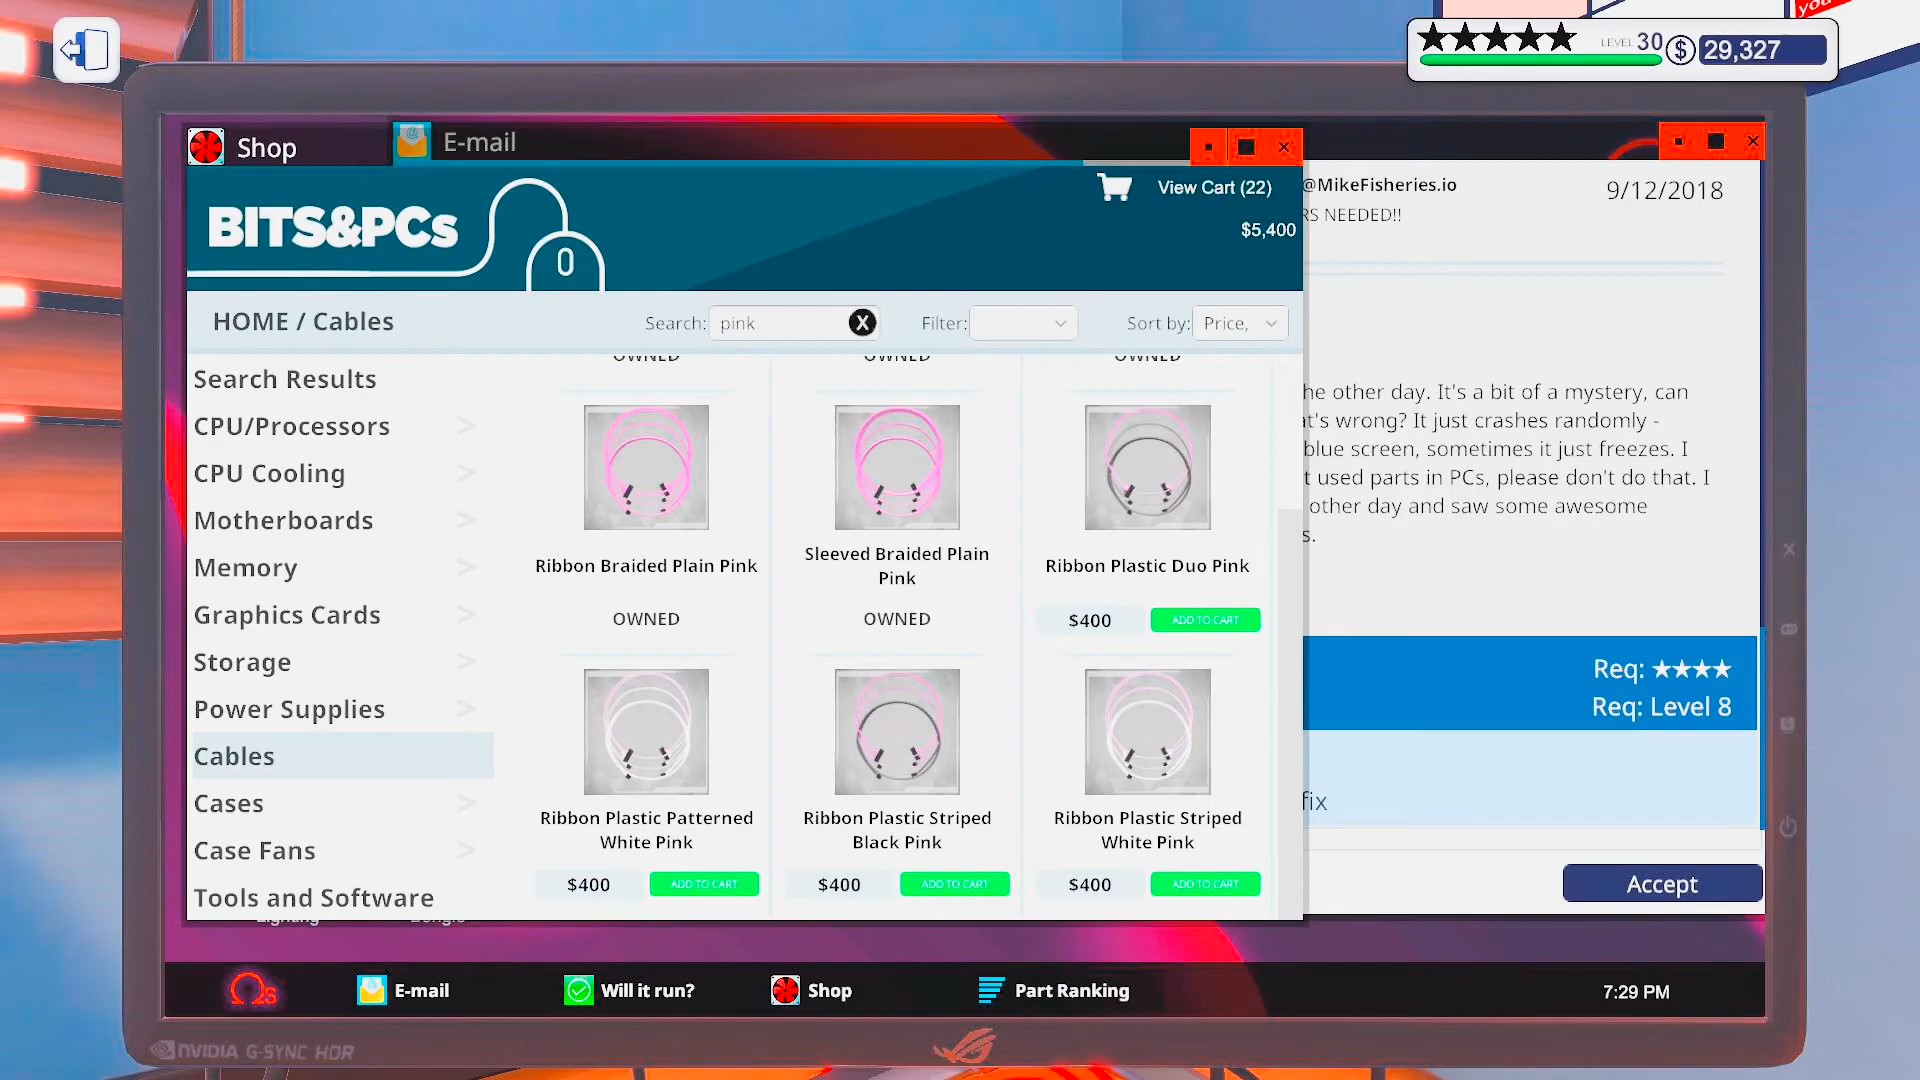 you
LEVEL 30
$ 29,327
Shop
E-mail
View Cart (22)
$5,400
BITS&PCs
HOME / Cables
Search: pink
X
Filter:
Sort by: Price,
@MikeFisheries.io
9/12/2018
RS NEEDED!!
Search Results
CPU/Processors
CPU Cooling
Motherboards
Memory
Graphics Cards
Storage
Power Supplies
Cables
Cases
Case Fans
Tools and Software
OWNED
OWNED
OWNED
Ribbon Braided Plain Pink
OWNED
Sleeved Braided Plain
Pink
OWNED
Ribbon Plastic Duo Pink
$400
ADD TO CART
Ribbon Plastic Patterned
White Pink
$400
ADD TO CART
Ribbon Plastic Striped
Black Pink
$400
ADD TO CART
Ribbon Plastic Striped
White Pink
$400
ADD TO CART
he other day. It's a bit of a mystery, can
at's wrong? It just crashes randomly -
blue screen, sometimes it just freezes. I
t used parts in PCs, please don't do that. I
other day and saw some awesome
s.
Req: ★★★★
Req: Level 8
fix
Accept
E-mail
Will it run?
Shop
Part Ranking
7:29 PM
NVIDIA G-SYNC HDR